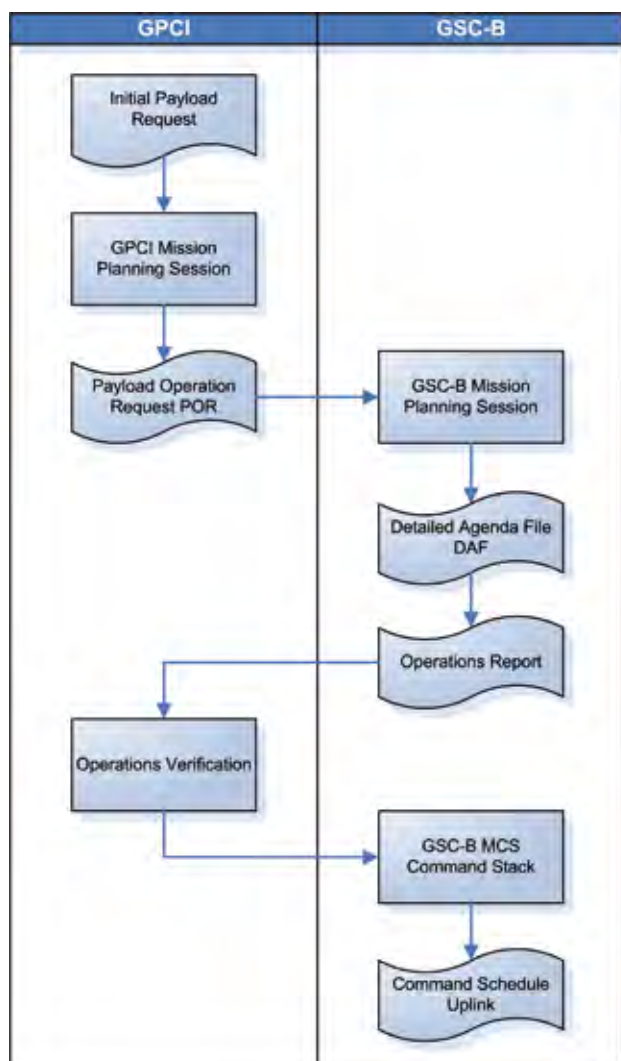 GPCI
GSC-B
Initial Payload
Request
GPCI Mission
Planning Session
Payload Operation
Request POR
GSC-B Mission
Planning Session
Detailed Agenda File
DAF
Operations Report
Operations Verification
GSC-B MCS
Command Stack
Command Schedule
Uplink